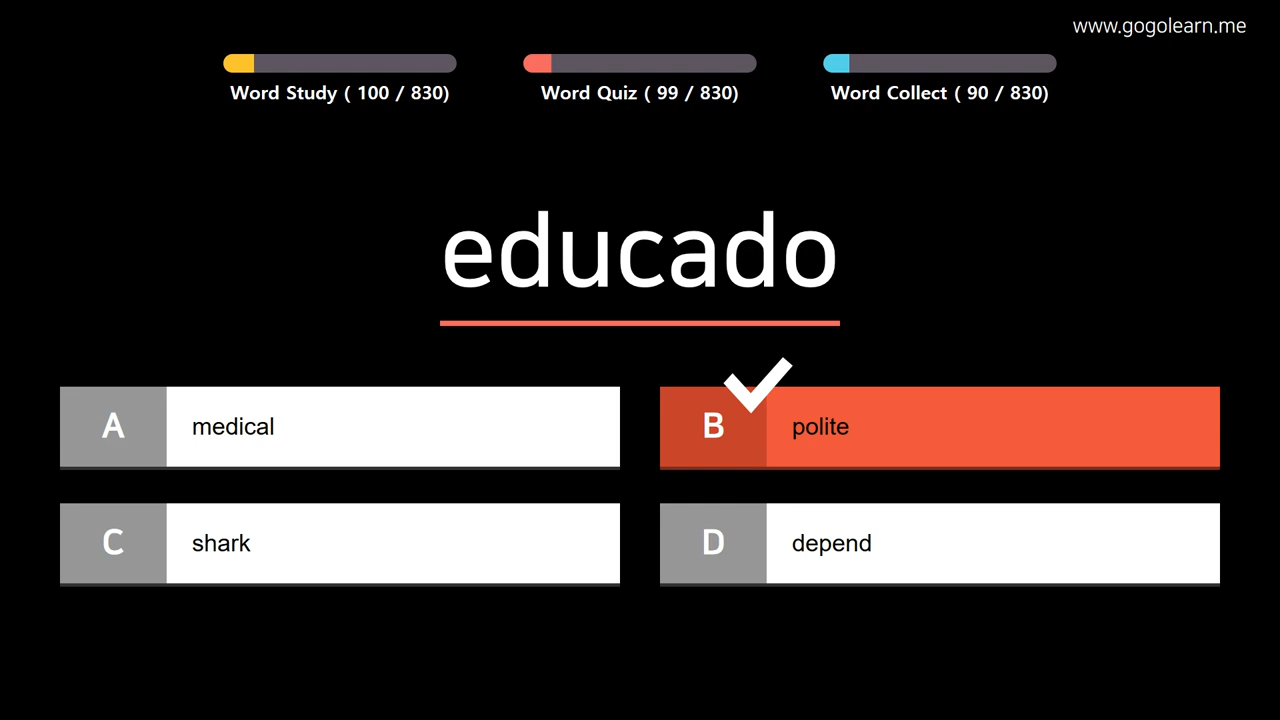 www.gogolearn.me
Word Study ( 100 / 830)
Word Quiz ( 99 / 830)
Word Collect ( 90 / 830)
educado
A
medical
B
polite
C
shark
D
depend